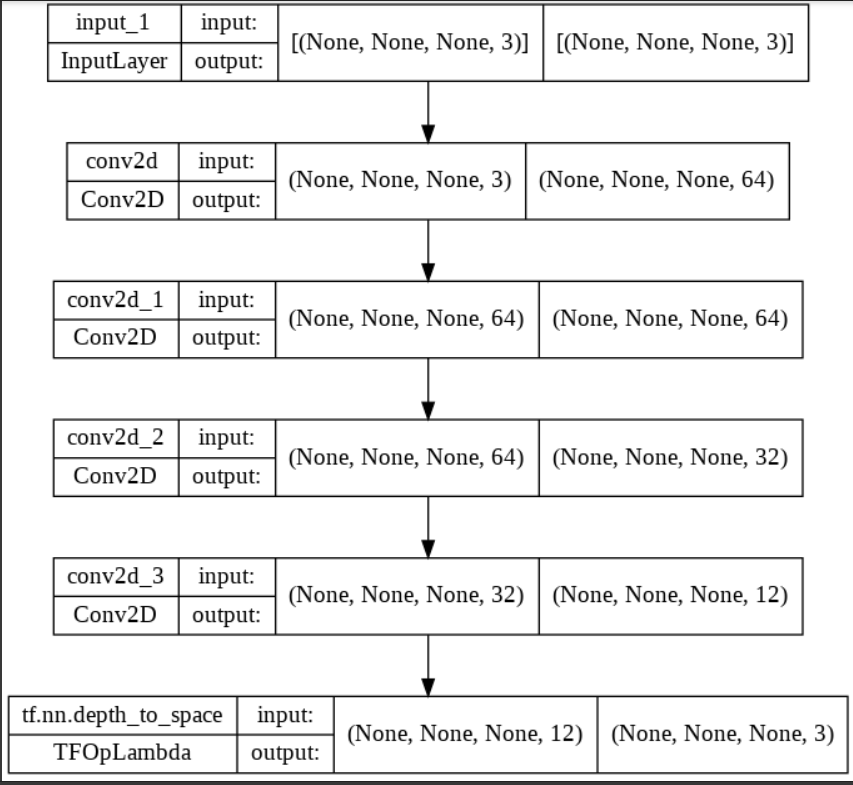 input_1 input: [(None, None, None, 3)] [(None, None, None, 3)]
InputLayer output:
conv2d input: (None, None, None, 3) (None, None, None, 64)
Conv2D output:
conv2d_1 input: (None, None, None, 64) (None, None, None, 64)
Conv2D output:
conv2d_2 input: (None, None, None, 64) (None, None, None, 32)
Conv2D output:
conv2d_3 input: (None, None, None, 32) (None, None, None, 12)
Conv2D output:
tf.nn.depth_to_space input: (None, None, None, 12) (None, None, None, 3)
TFOpLambda output: